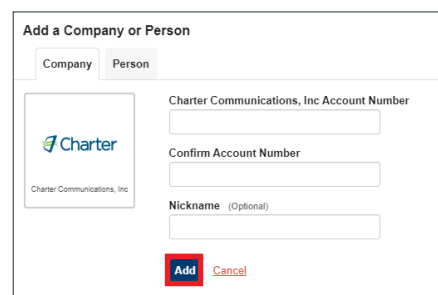 Add a Company or Person
Company Person
Charter
Charter Communications, Inc
Charter Communications, Inc Account Number
Confirm Account Number
Nickname (Optional)
Add Cancel